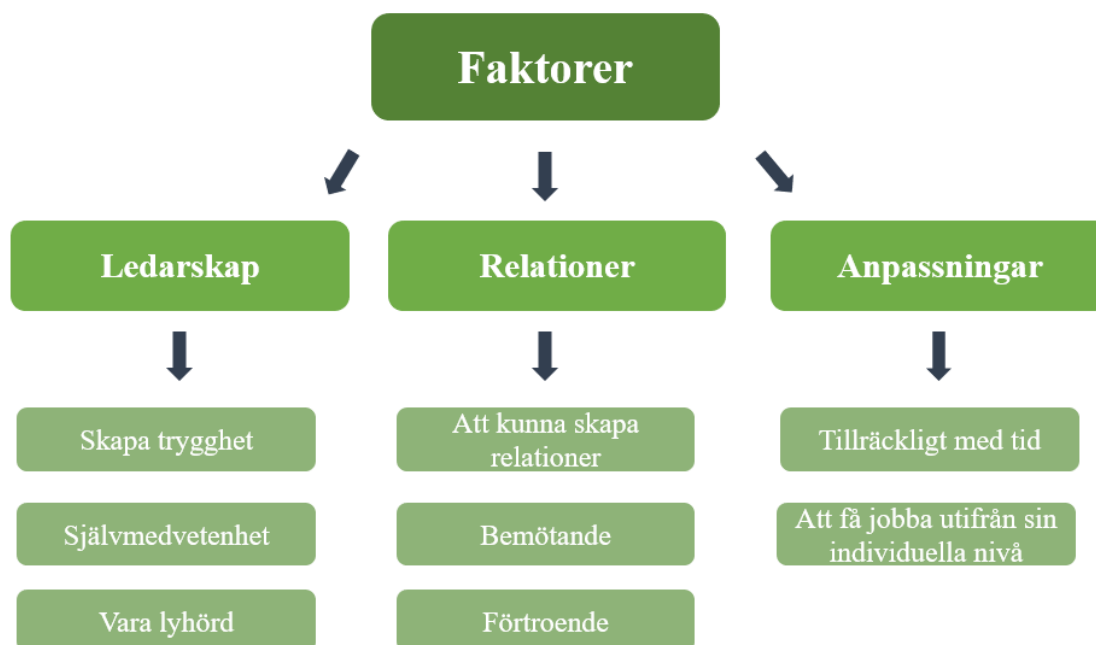 Faktorer
Ledarskap
Relationer
Anpassningar
Skapa trygghet
Att kunna skapa
relationer
Tillräckligt med tid
Självmedvetenhet
Bemötande
Att få jobba utifrån sin
individuella nivå
Vara lyhörd
Förtroende